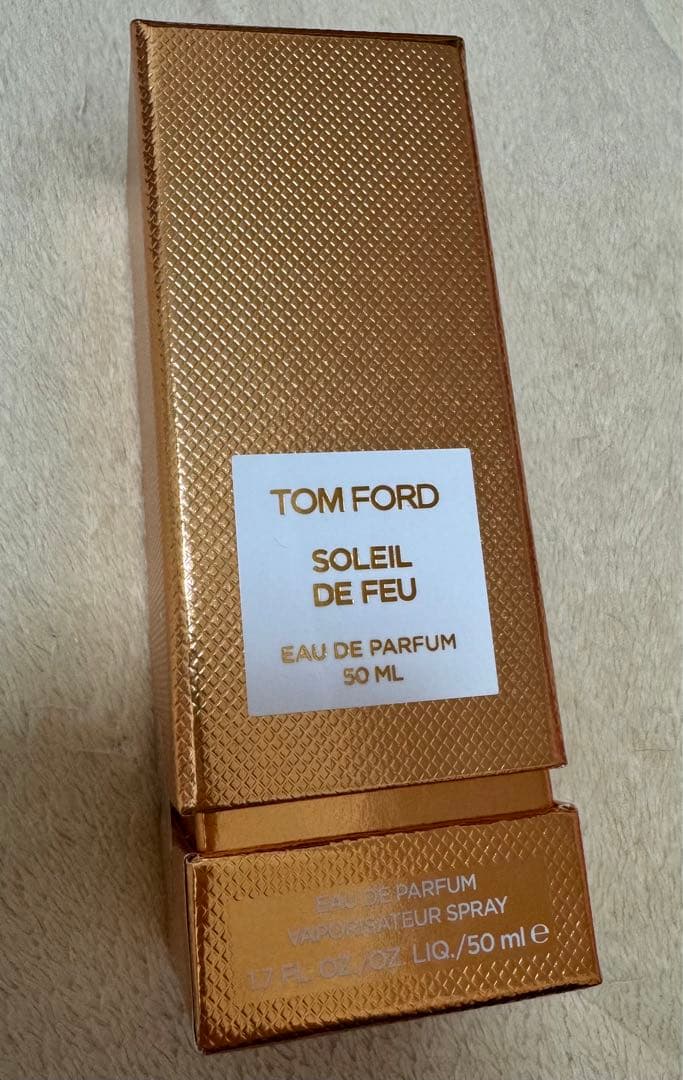 TOM FORD
SOLEIL
DE FEU
EAU DE PARFUM
50 ML
EAU DE PARFUM
VAPORISATEUR SPRAY
1.7 FL. OZ./OZ. LIQ./50 ml ℮